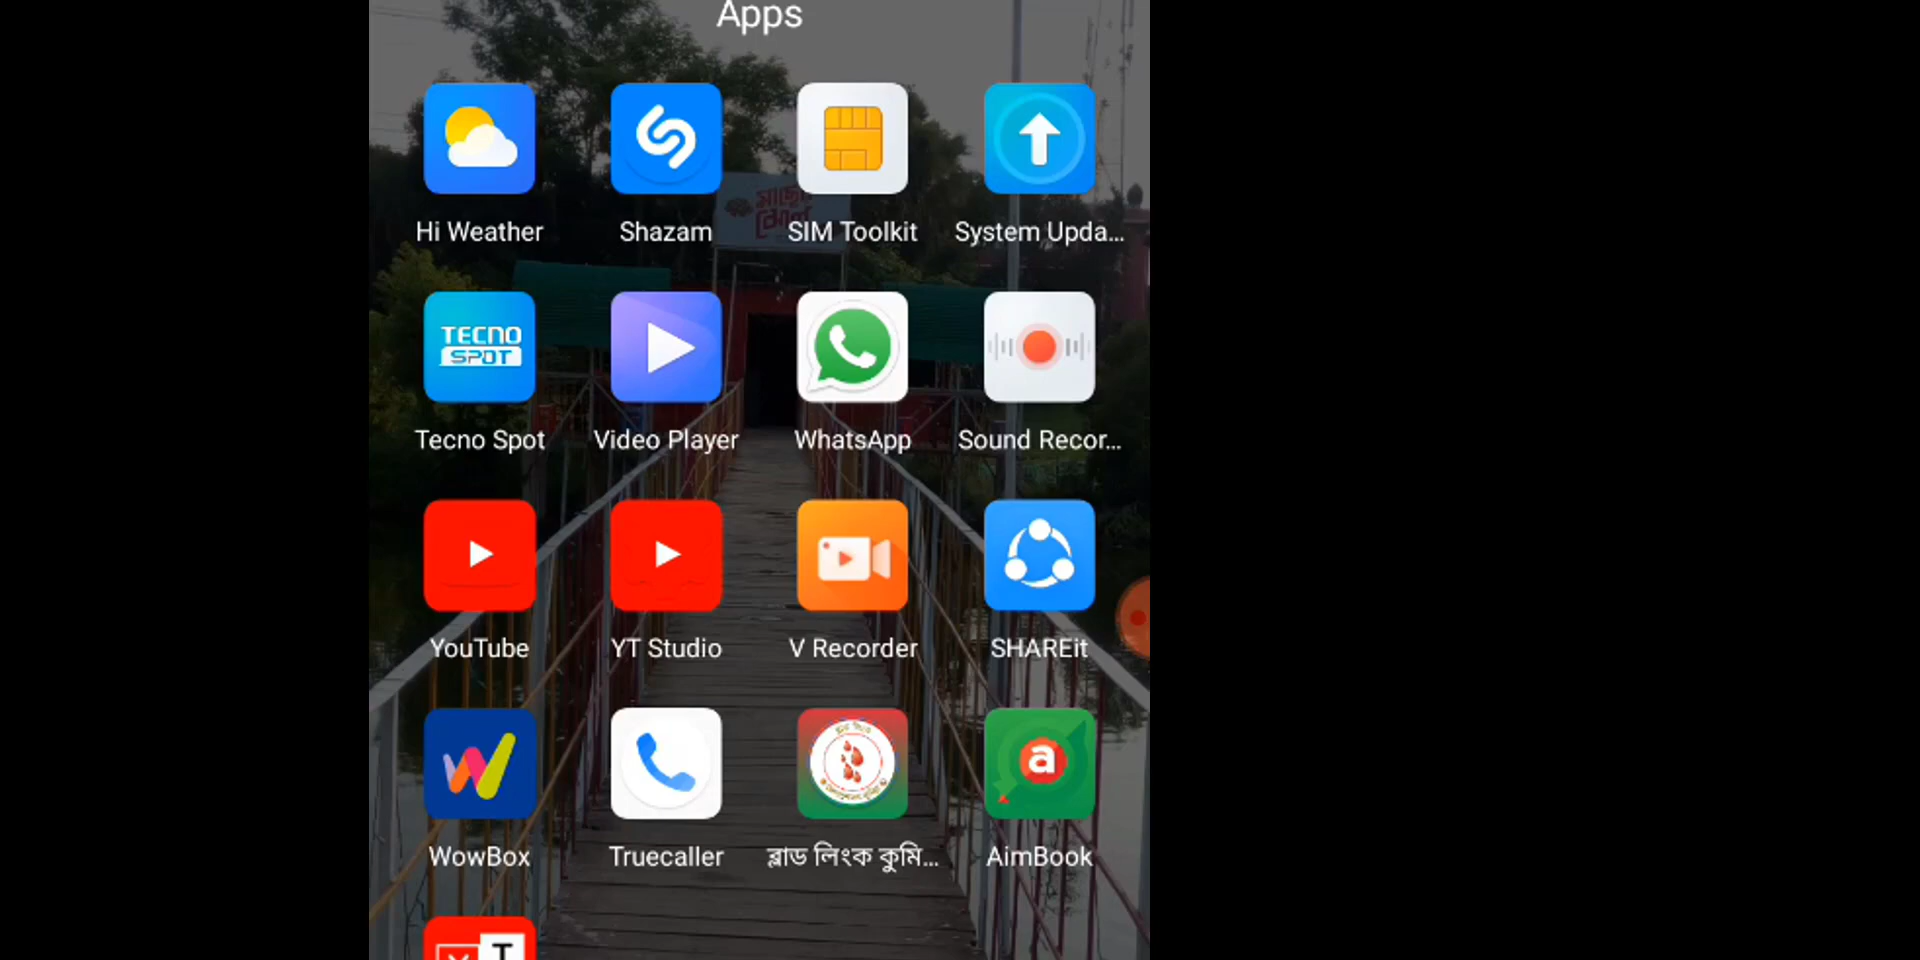 Apps
মাছে
ঝোল
Hi Weather
Shazam
SIM Toolkit
System Upda...
TECNO
SPOT
Tecno Spot
Video Player
WhatsApp
Sound Recor...
YouTube
YT Studio
V Recorder
SHAREit
WowBox
Truecaller
ব্লাড লিংক কুমি...
a
AimBook
T